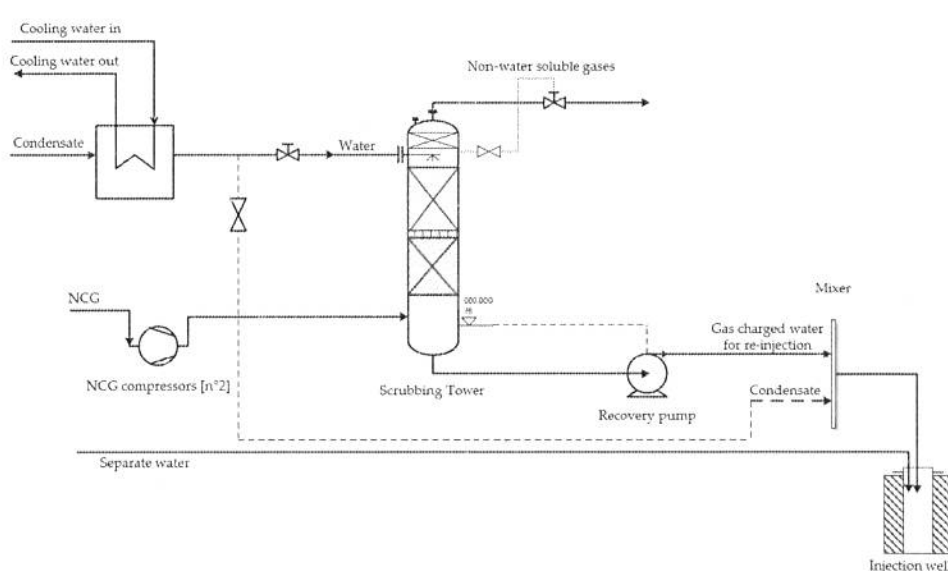 Cooling water in
Cooling water out
Non-water soluble gases
Condensate
Water
NCG
Mixer
Gas charged water
for re-injection
NCG compressors [n°2]
Scrubbing Tower
Condensate
Recovery pump
Separate water
Injection well